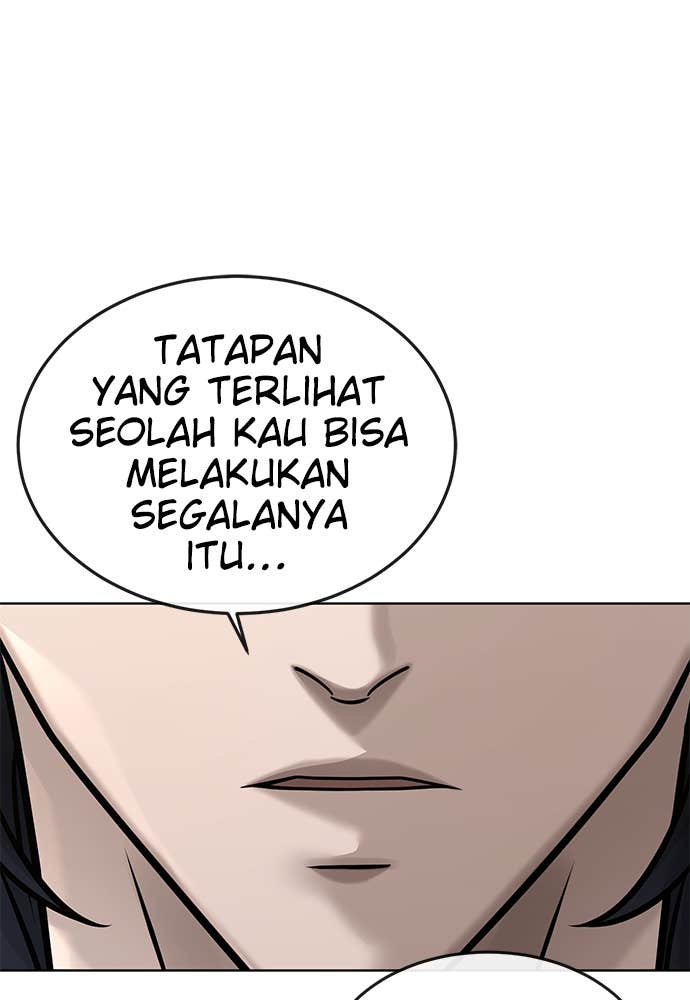 TATAPAN
YANG TERLIHAT
SEOLAH KAU BISA
MELAKUKAN
SEGALANYA
ITU...